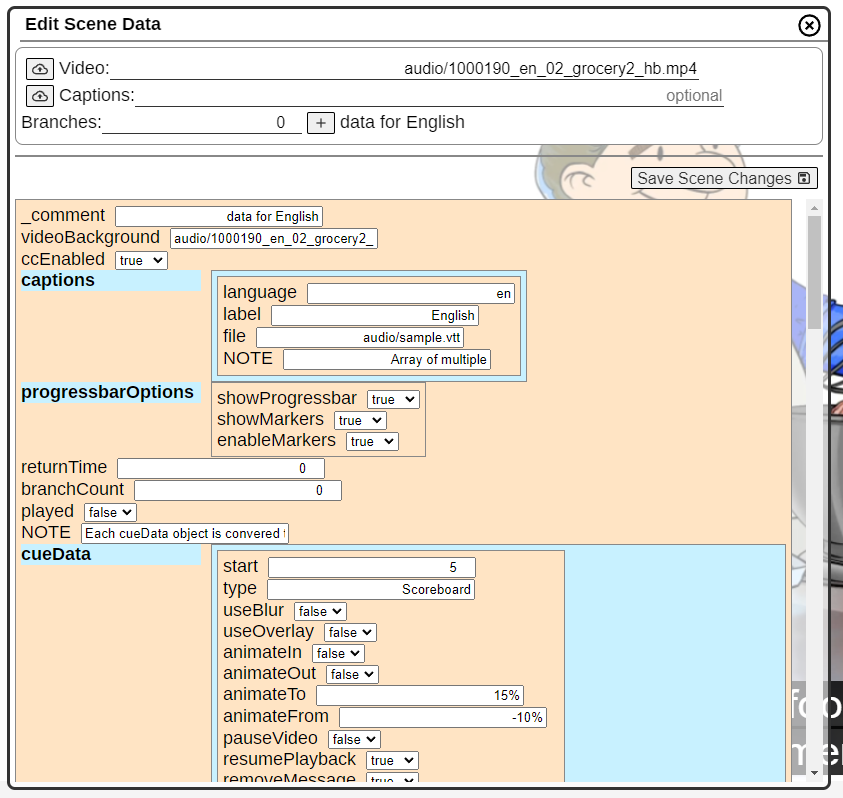 Edit Scene Data
Video: audio/1000190_en_02_grocery2_hb.mp4
Captions: optional
Branches: 0 + data for English
Save Scene Changes
_comment data for English
videoBackground audio/1000190_en_02_grocery2_
ccEnabled true
captions
language en
label English
file audio/sample.vtt
NOTE Array of multiple
progressbarOptions
showProgressbar true
showMarkers true
enableMarkers true
returnTime 0
branchCount 0
played false
NOTE Each cueData object is convered
cueData
start 5
type Scoreboard
useBlur false
useOverlay false
animateIn false
animateOut false
animateTo 15%
animateFrom -10%
pauseVideo false
resumePlayback true
removeMessage true